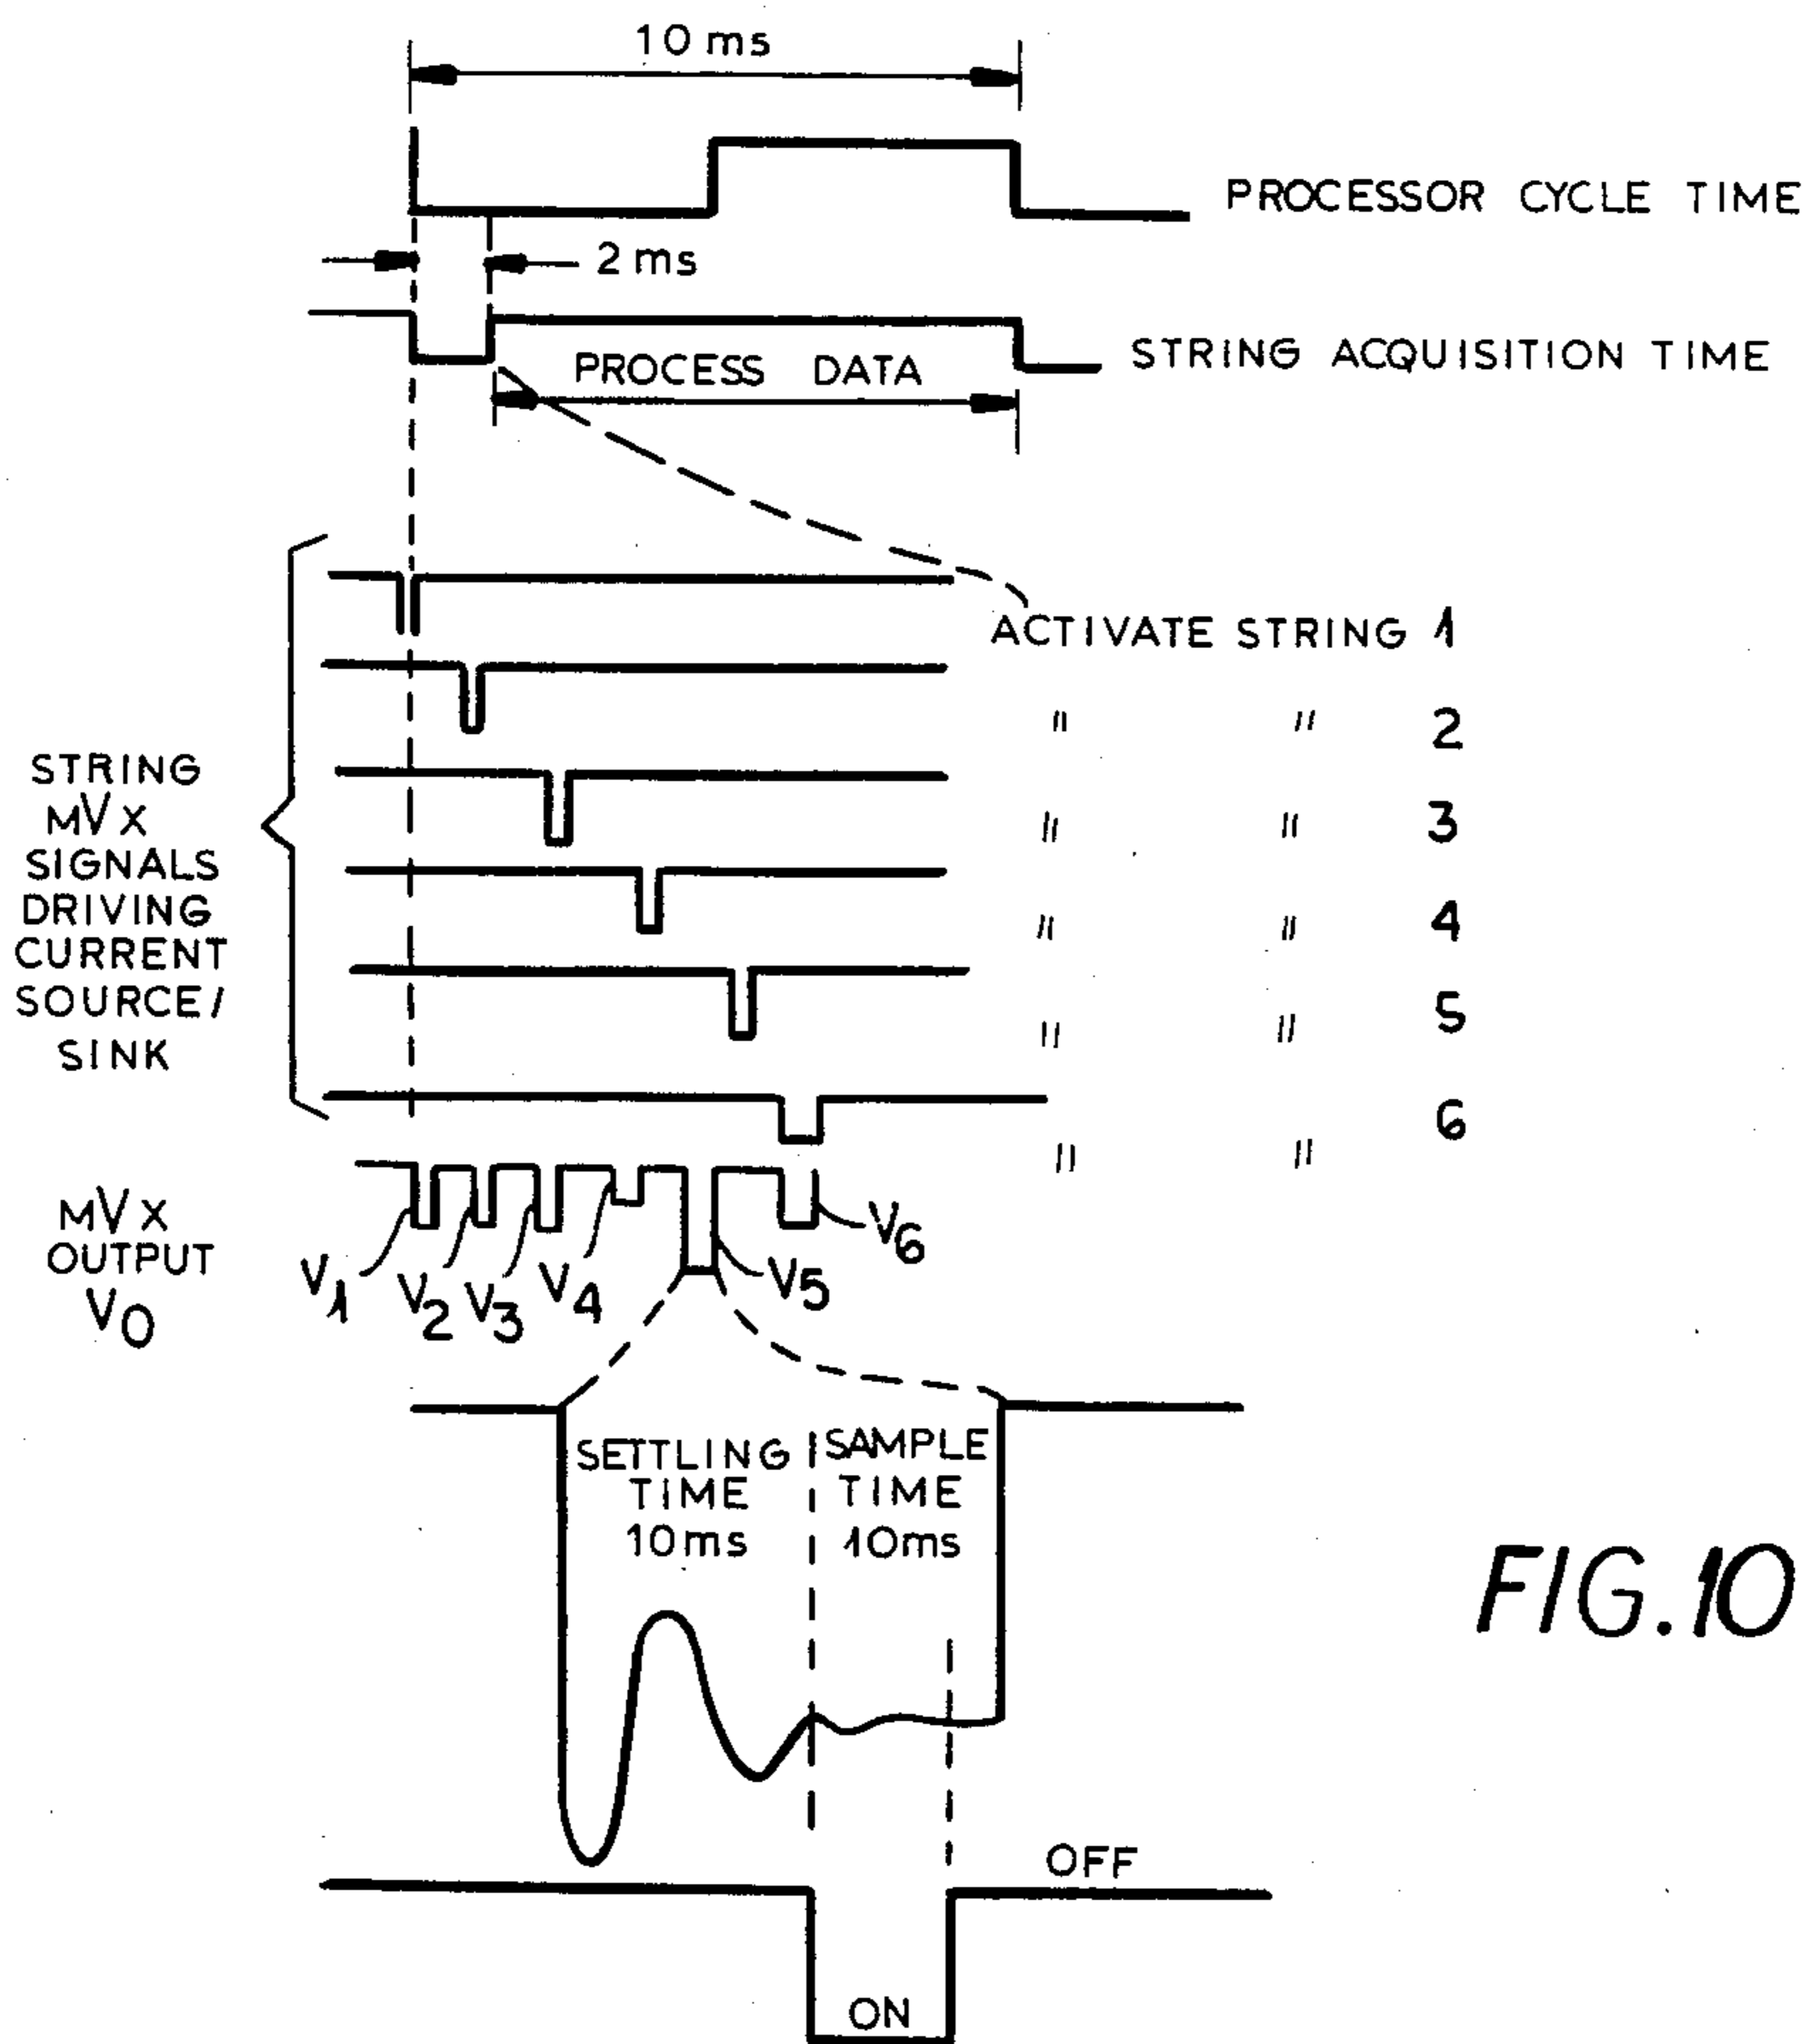 10 ms
PROCESSOR CYCLE TIME
2 ms
STRING ACQUISITION TIME
PROCESS DATA
ACTIVATE STRING 1
" " 2
" " 3
" " 4
" " 5
" " 6
STRING
MVX
SIGNALS
DRIVING
CURRENT
SOURCE/
SINK
MVX
OUTPUT
VO
V1
V2
V3
V4
V5
V6
SETTLING
TIME
10ms
SAMPLE
TIME
10ms
FIG.10
OFF
ON